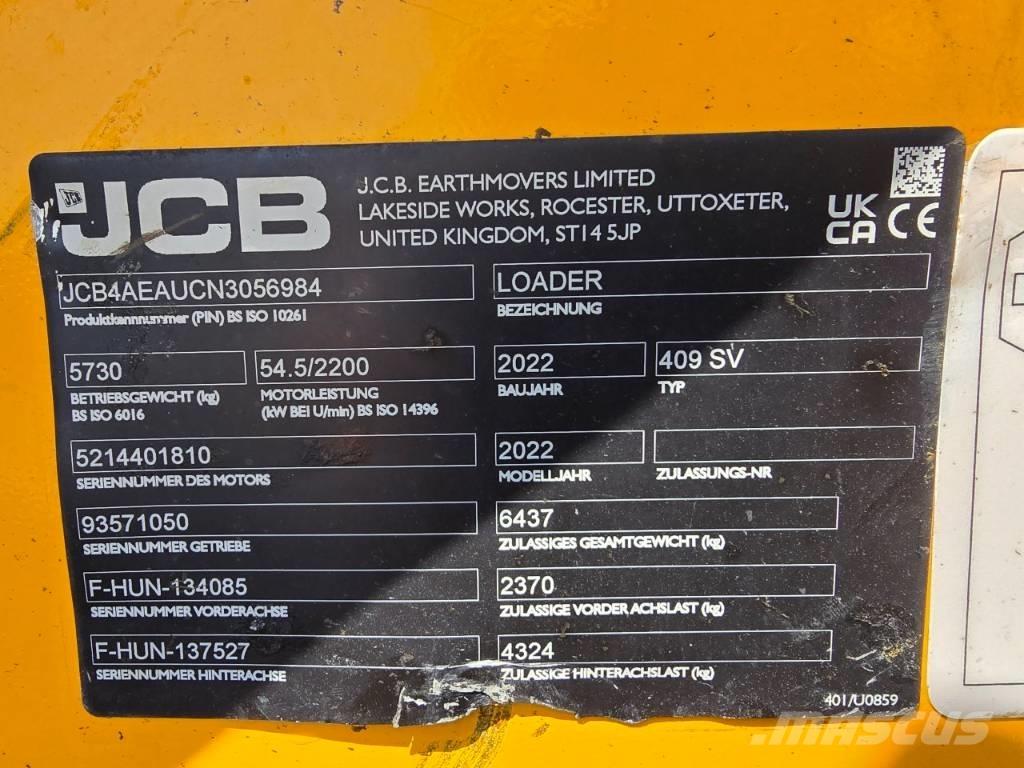 JCB
JCB
J.C.B. EARTHMOVERS LIMITED
LAKESIDE WORKS, ROCESTER, UTTOXETER,
UNITED KINGDOM, ST14 5JP
UK
CA CE
JCB4AEAUCN3056984
Produktkennnummer (PIN) BS ISO 10261
LOADER
BEZEICHNUNG
5730
BETRIEBSGEWICHT (kg)
BS ISO 6016
54.5/2200
MOTORLEISTUNG
(kW BEI U/min) BS ISO 14396
2022
BAUJAHR
409 SV
TYP
5214401810
SERIENNUMMER DES MOTORS
2022
MODELLJAHR
ZULASSUNGS-NR
93571050
SERIENNUMMER GETRIEBE
6437
ZULASSIGES GESAMTGEWICHT (kg)
F-HUN-134085
SERIENNUMMER VORDERACHSE
2370
ZULASSIGE VORDER ACHSLAST (kg)
F-HUN-137527
SERIENNUMMER HINTERACHSE
4324
ZULASSIGE HINTERACHSLAST (kg)
401/U0859
MASCUS